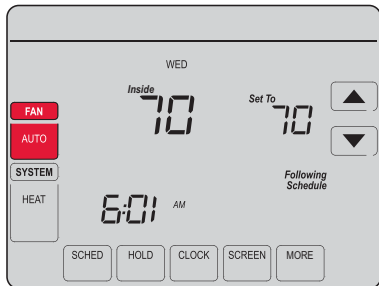 WED
Inside
70
Set To
70
FAN
AUTO
SYSTEM
HEAT
Following
Schedule
6:01 AM
SCHED HOLD CLOCK SCREEN MORE